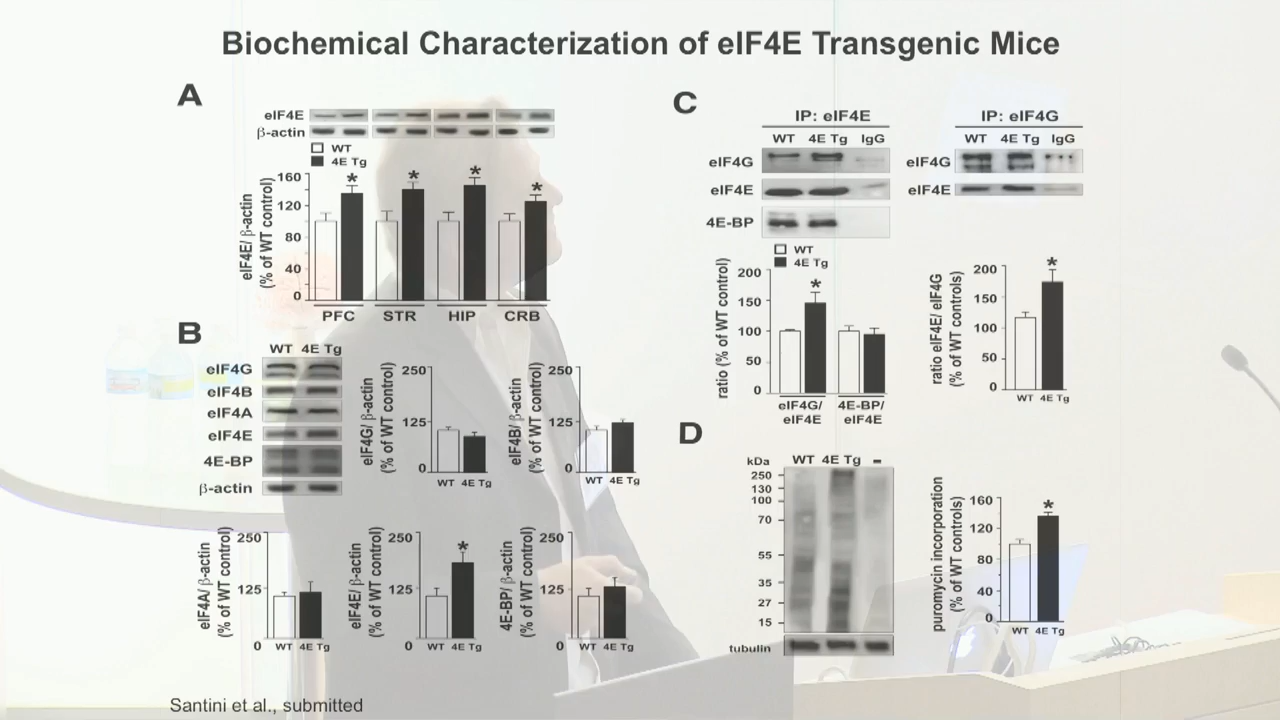 Biochemical Characterization of eIF4E Transgenic Mice
A
eIF4E
β-actin
WT
4E Tg
eIF4E/ β-actin
(% of WT control)
160
120
80
40
0
* * * *
PFC STR HIP CRB
B
WT 4E Tg
eIF4G
eIF4B
eIF4A
eIF4E
4E-BP
β-actin
eIF4G/ β-actin
(% of WT control)
250
125
0
WT 4E Tg
eIF4B/ β-actin
(% of WT control)
250
125
0
WT 4E Tg
eIF4A/ β-actin
(% of WT control)
250
125
0
WT 4E Tg
eIF4E/ β-actin
(% of WT control)
250
125
0
*
WT 4E Tg
4E-BP/ β-actin
(% of WT control)
250
125
0
WT 4E Tg
C
IP: eIF4E
WT 4E Tg IgG
eIF4G
eIF4E
4E-BP
IP: eIF4G
WT 4E Tg IgG
eIF4G
eIF4E
WT
4E Tg
ratio (% of WT control)
200
150
100
50
0
*
eIF4G/ 4E-BP/
eIF4E eIF4E
ratio eIF4E/ eIF4G
(% of WT controls)
200
150
100
50
0
*
WT 4E Tg
D
kDa WT 4E Tg –
250
130
100
70
55
35
27
15
tubulin
puromycin incorporation
(% of WT controls)
160
120
80
40
0
*
WT 4E Tg
Santini et al., submitted